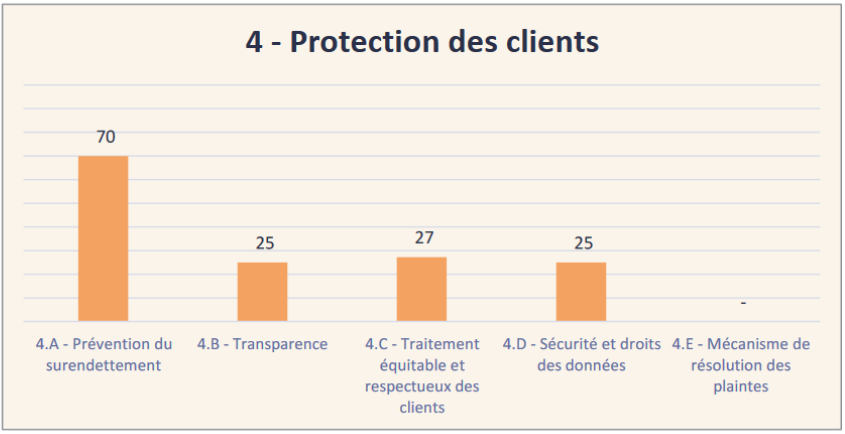 4 - Protection des clients
70
25
27
25
-
4.A - Prévention du
surendettement
4.B - Transparence
4.C - Traitement
équitable et
respectueux des
clients
4.D - Sécurité et droits
des données
4.E - Mécanisme de
résolution des
plaintes